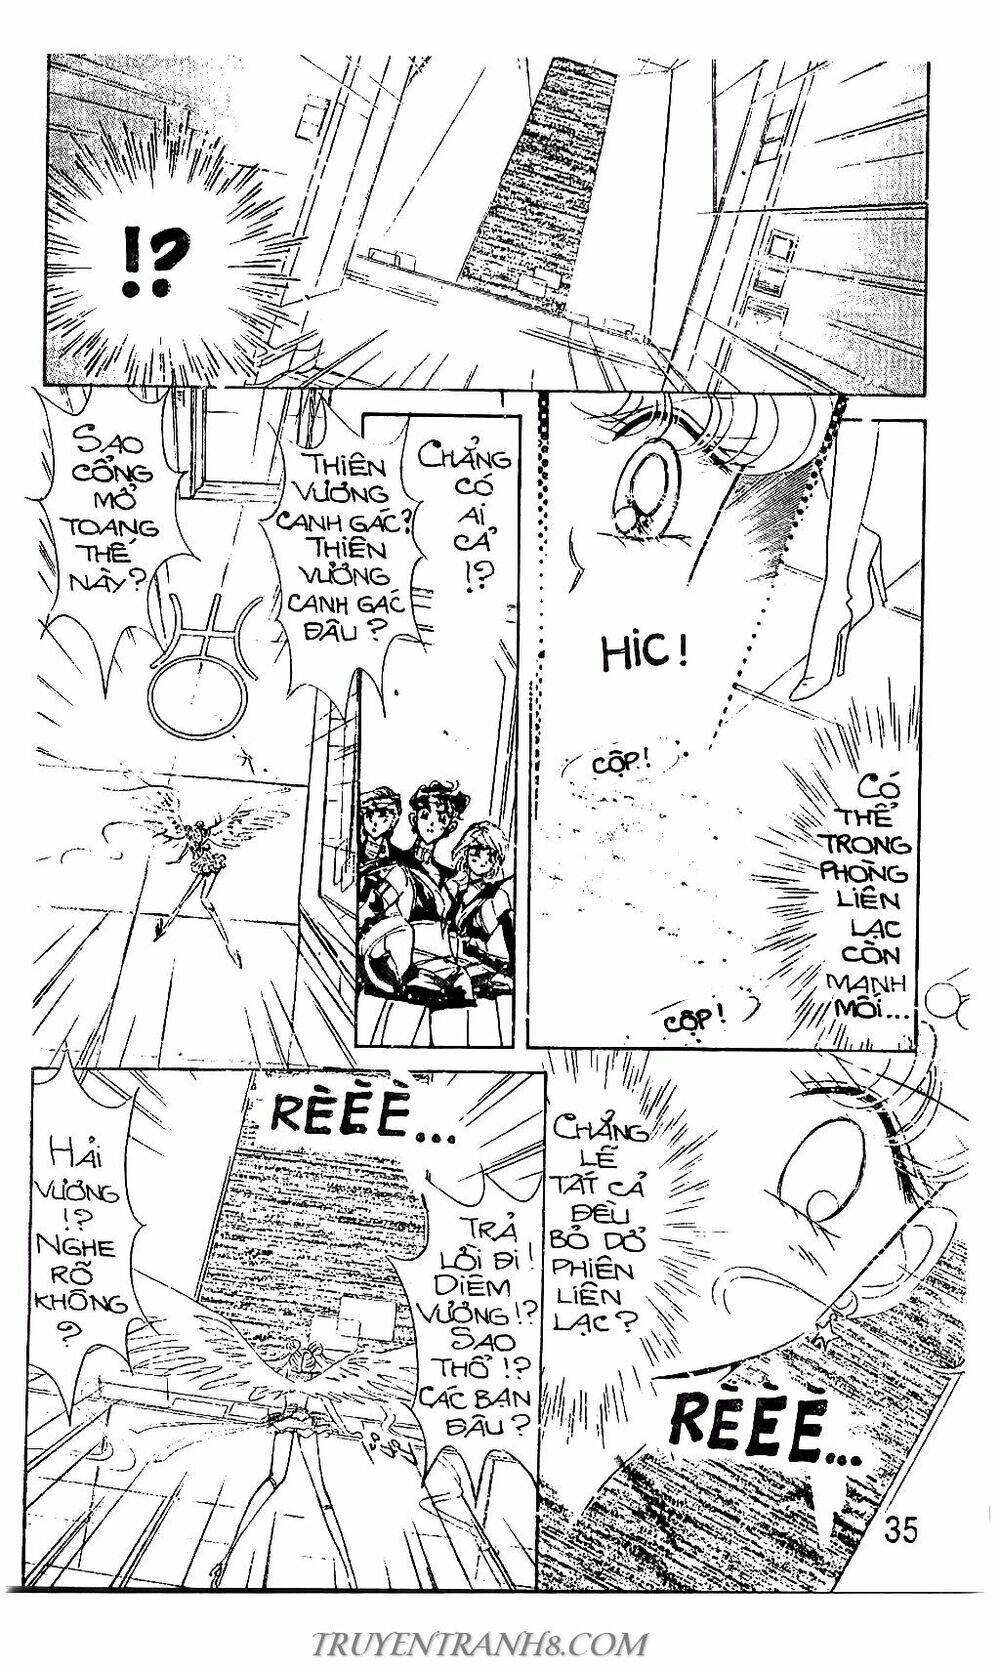 !?
SAO
CỔNG
MỞ
TOANG
THẾ
NÀY?
THIÊN
VƯƠNG
CANH GÁC?
THIÊN
VƯƠNG
CANH GÁC
ĐÂU?
CHẲNG
CÓ
AI
CẢ
!?
HIC!
CỘP!
CỘP!
CÓ
THỂ
TRONG
PHÒNG
LIÊN
LẠC
CÒN
MANH
MỐI...
HẢI
VƯƠNG
!?
NGHE
RÕ
KHÔNG
?
RÈÈÈ...
TRẢ
LỜI ĐI!
DIÊM
VƯƠNG!?
SAO
THỔ!?
CÁC BẠN
ĐÂU?
CHẲNG
LẼ
TẤT CẢ
ĐỀU
BỎ DỞ
PHIÊN
LIÊN
LẠC?
RÈÈÈ...
35
TRUYENTRANH8.COM